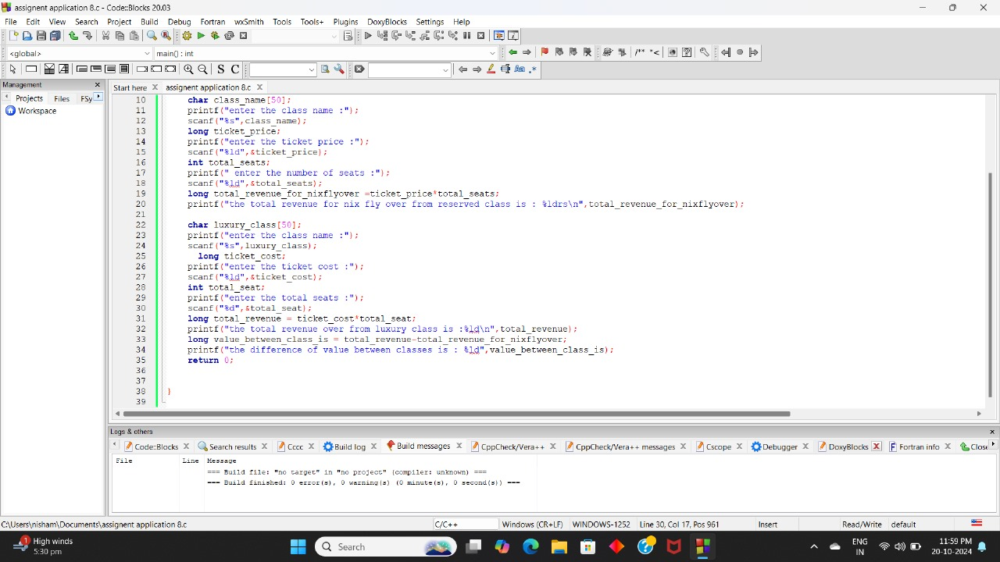 assignent application 8.c - Code::Blocks 20.03
File Edit View Search Project Build Debug Fortran wxSmith Tools Tools+ Plugins DoxyBlocks Settings Help
<global> main() : int /** *<
S C Aa .*
Management
Projects Files FSy
Workspace
Start here assignent application 8.c
10 char class_name[50];
11 printf("enter the class name :");
12 scanf("%s",class_name);
13 long ticket_price;
14 printf("enter the ticket price :");
15 scanf("%ld",&ticket_price);
16 int total_seats;
17 printf(" enter the number of seats :");
18 scanf("%ld",&total_seats);
19 long total_revenue_for_nixflyover =ticket_price*total_seats;
20 printf("the total revenue for nix fly over from reserved class is : %ldrs\n",total_revenue_for_nixflyover);
21
22 char luxury_class[50];
23 printf("enter the class name :");
24 scanf("%s",luxury_class);
25 long ticket_cost;
26 printf("enter the ticket cost :");
27 scanf("%ld",&ticket_cost);
28 int total_seat;
29 printf("enter the total seats :");
30 scanf("%d",&total_seat);
31 long total_revenue = ticket_cost*total_seat;
32 printf("the total revenue over from luxury class is :%ld\n",total_revenue);
33 long value_between_class_is = total_revenue-total_revenue_for_nixflyover;
34 printf("the difference of value between classes is : %ld",value_between_class_is);
35 return 0;
36
37
38 }
39
Logs & others
Code::Blocks Search results Cccc Build log Build messages CppCheck/Vera++ CppCheck/Vera++ messages Cscope Debugger DoxyBlocks Fortran info Close
File Line Message
=== Build file: "no target" in "no project" (compiler: unknown) ===
=== Build finished: 0 error(s), 0 warning(s) (0 minute(s), 0 second(s)) ===
C:\Users\nisham\Documents\assignent application 8.c C/C++ Windows (CR+LF) WINDOWS-1252 Line 30, Col 17, Pos 961 Insert Read/Write default
1 High winds
5:30 pm
Search
ENG
IN
11:59 PM
20-10-2024